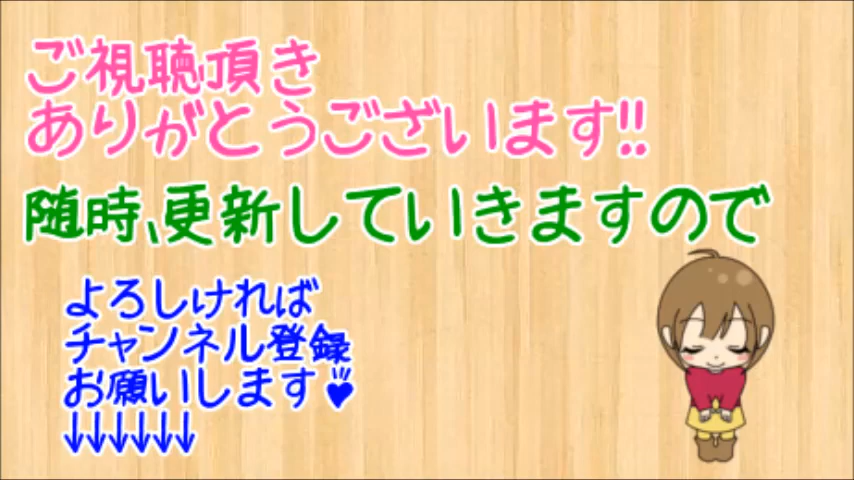 ご視聴頂き
ありがとうございます!!
随時、更新していきますので
よろしければ
チャンネル登録
お願いします♥
↓↓↓↓↓↓